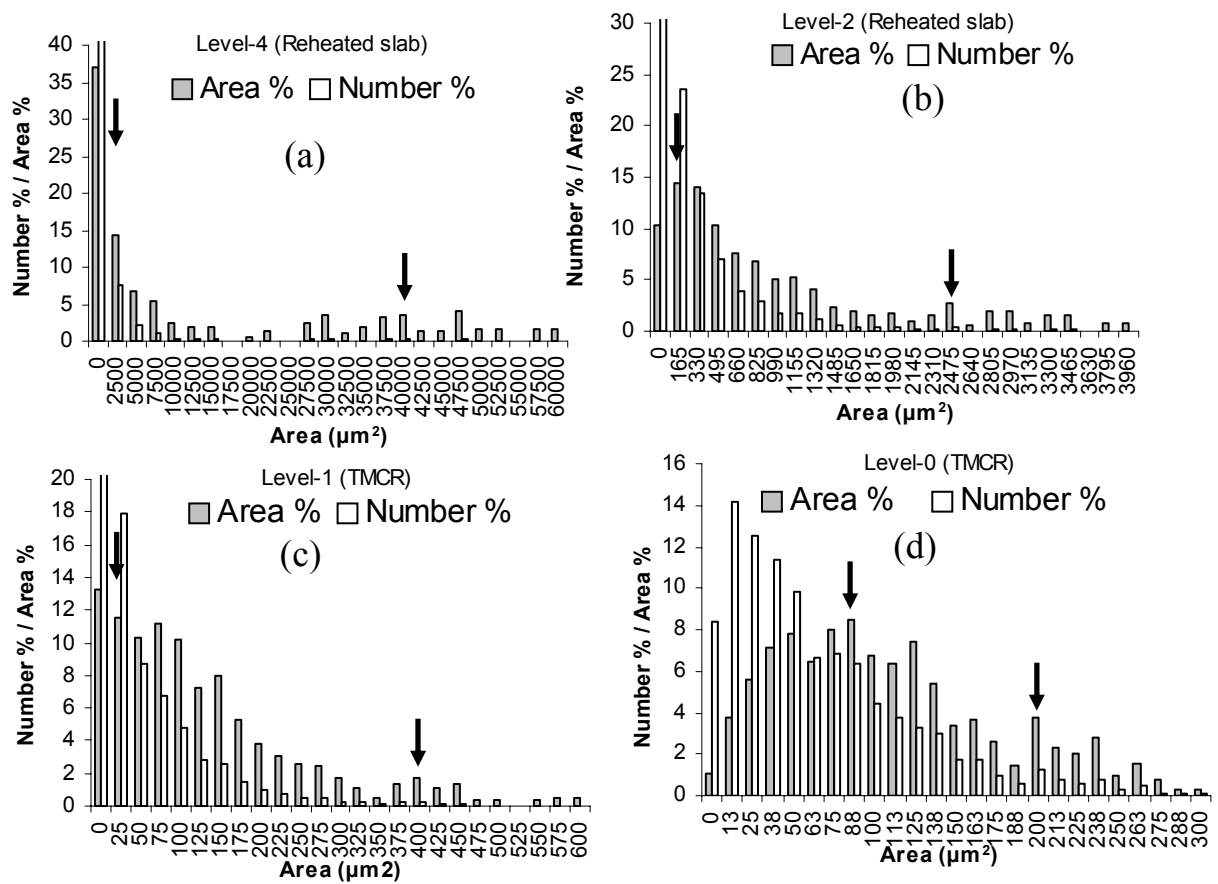 Level-4 (Reheated slab)
Area % Number %
(a)
Number % / Area %
40
35
30
25
20
15
10
5
0
0 2500 5000 7500 10000 12500 15000 17500 20000 22500 25000 27500 30000 32500 35000 37500 40000 42500 45000 47500 50000 52500 55000 57500 60000
Area (µm²)
Level-2 (Reheated slab)
Area % Number %
(b)
Number % / Area %
30
25
20
15
10
5
0
0 165 330 495 660 825 990 1155 1320 1485 1650 1815 1980 2145 2310 2475 2640 2805 2970 3135 3300 3465 3630 3795 3960
Area (µm²)
Level-1 (TMCR)
Area % Number %
(c)
Number % / Area %
20
18
16
14
12
10
8
6
4
2
0
0 25 50 75 100 125 150 175 200 225 250 275 300 325 350 375 400 425 450 475 500 525 550 575 600
Area (µm2)
Level-0 (TMCR)
Area % Number %
(d)
Number % / Area %
16
14
12
10
8
6
4
2
0
0 13 25 38 50 63 75 88 100 113 125 138 150 163 175 188 200 213 225 238 250 263 275 288 300
Area (µm²)